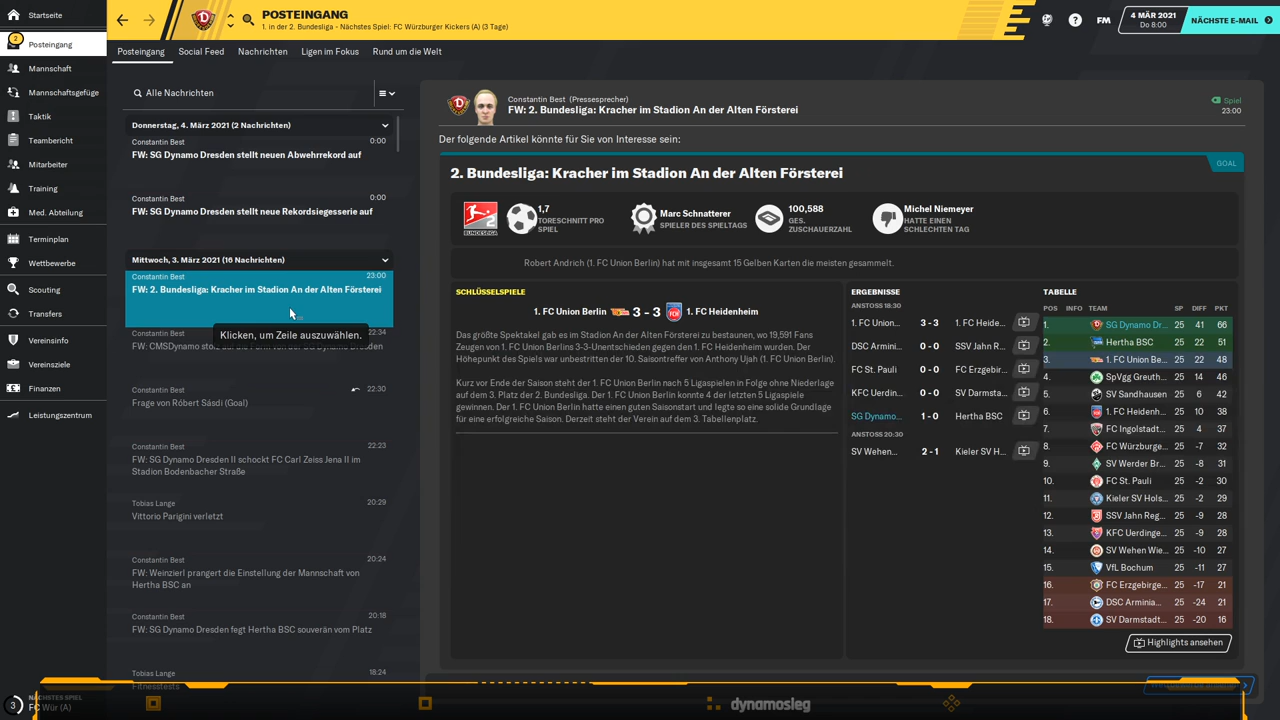 Startseite
2
Posteingang
Mannschaft
Mannschaftsgefüge
Taktik
Teambericht
Mitarbeiter
Training
Med. Abteilung
Terminplan
Wettbewerbe
Scouting
Transfers
Vereinsinfo
Vereinsziele
Finanzen
Leistungszentrum
NÄCHSTES SPIEL
3 FC Wür (A)
POSTEINGANG
1. in der 2. Bundesliga - Nächstes Spiel: FC Würzburger Kickers (A) (3 Tage)
FM
4 MÄR 2021
Do 8:00
NÄCHSTE E-MAIL
Posteingang Social Feed Nachrichten Ligen im Fokus Rund um die Welt
Alle Nachrichten
Donnerstag, 4. März 2021 (2 Nachrichten)
Constantin Best 0:00
FW: SG Dynamo Dresden stellt neuen Abwehrrekord auf
Constantin Best 0:00
FW: SG Dynamo Dresden stellt neue Rekordsiegesserie auf
Mittwoch, 3. März 2021 (16 Nachrichten)
Constantin Best 23:00
FW: 2. Bundesliga: Kracher im Stadion An der Alten Försterei
Klicken, um Zeile auszuwählen.
Constantin Best 22:34
FW: CMSDynamo stolz auf die Form von der SG Dynamo Dresden
Constantin Best 22:30
Frage von Róbert Sásdi (Goal)
Constantin Best 22:23
FW: SG Dynamo Dresden II schockt FC Carl Zeiss Jena II im
Stadion Bodenbacher Straße
Tobias Lange 20:29
Vittorio Parigini verletzt
Constantin Best 20:24
FW: Weinzierl prangert die Einstellung der Mannschaft von
Hertha BSC an
Constantin Best 20:18
FW: SG Dynamo Dresden fegt Hertha BSC souverän vom Platz
Tobias Lange 18:24
Fitnesstests
Constantin Best (Pressesprecher)
FW: 2. Bundesliga: Kracher im Stadion An der Alten Försterei
Spiel
23:00
Der folgende Artikel könnte für Sie von Interesse sein:
GOAL
2. Bundesliga: Kracher im Stadion An der Alten Försterei
BUNDESLIGA
1,7
TORESCHNITT PRO
SPIEL
Marc Schnatterer
SPIELER DES SPIELTAGS
100,588
GES.
ZUSCHAUERZAHL
Michel Niemeyer
HATTE EINEN
SCHLECHTEN TAG
Robert Andrich (1. FC Union Berlin) hat mit insgesamt 15 Gelben Karten die meisten gesammelt.
SCHLÜSSELSPIELE
1. FC Union Berlin 3 - 3 1. FC Heidenheim
Das größte Spektakel gab es im Stadion An der Alten Försterei zu bestaunen, wo 19,591 Fans
Zeugen von 1. FC Union Berlins 3-3-Unentschieden gegen den 1. FC Heidenheim wurden. Der
Höhepunkt des Spiels war unbestritten der 10. Saisontreffer von Anthony Ujah (1. FC Union Berlin).
Kurz vor Ende der Saison steht der 1. FC Union Berlin nach 5 Ligaspielen in Folge ohne Niederlage
auf dem 3. Platz der 2. Bundesliga. Der 1. FC Union Berlin konnte 4 der letzten 5 Ligaspiele
gewinnen. Der 1. FC Union Berlin hatte einen guten Saisonstart und legte so eine solide Grundlage
für eine erfolgreiche Saison. Derzeit steht der Verein auf dem 3. Tabellenplatz.
ERGEBNISSE
ANSTOSS 18:30
1. FC Union... 3 - 3 1. FC Heide...
DSC Armini... 0 - 0 SSV Jahn R...
FC St. Pauli 0 - 0 FC Erzgebir...
KFC Uerdin... 0 - 0 SV Darmsta...
SG Dynamo... 1 - 0 Hertha BSC
ANSTOSS 20:30
SV Wehen... 2 - 1 Kieler SV H...
TABELLE
POS INFO TEAM SP DIFF PKT
1. SG Dynamo Dr... 25 41 66
2. Hertha BSC 25 22 51
3. 1. FC Union Be... 25 22 48
4. SpVgg Greuth... 25 14 46
5. SV Sandhausen 25 6 42
6. 1. FC Heidenh... 25 10 38
7. FC Ingolstadt... 25 4 37
8. FC Würzburge... 25 -7 32
9. SV Werder Br... 25 -8 31
10. FC St. Pauli 25 -2 30
11. Kieler SV Hols... 25 -2 29
12. SSV Jahn Reg... 25 -9 28
13. KFC Uerdinge... 25 -9 28
14. SV Wehen Wie... 25 -10 27
15. VfL Bochum 25 -11 27
16. FC Erzgebirge... 25 -17 21
17. DSC Arminia... 25 -24 21
18. SV Darmstadt... 25 -20 16
Highlights ansehen
dynamosleg